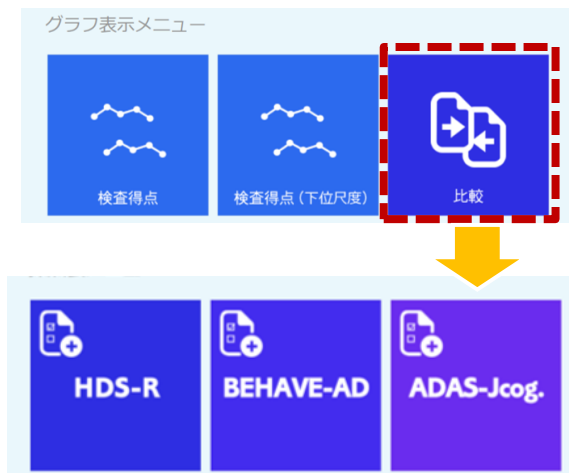 グラフ表示メニュー
検査得点
検査得点（下位尺度）
比較
HDS-R
BEHAVE-AD
ADAS-Jcog.